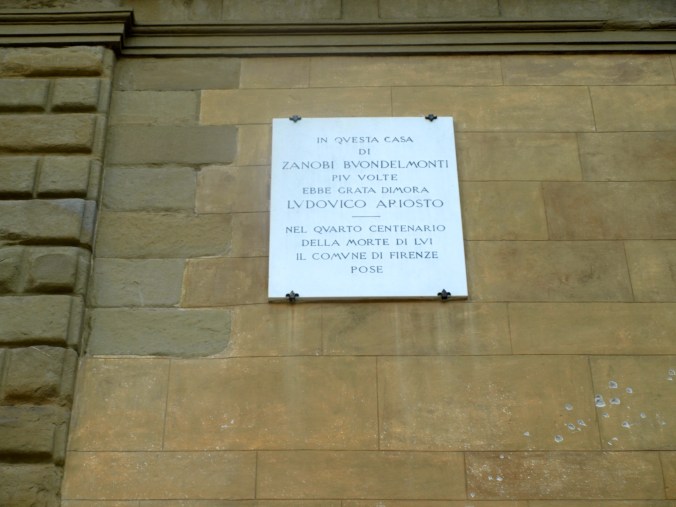 IN QVESTA CASA
DI
ZANOBI BVONDELMONTI
PIV VOLTE
EBBE GRATA DIMORA
LVDOVICO ARIOSTO
NEL QVARTO CENTENARIO
DELLA MORTE DI LVI
IL COMVNE DI FIRENZE
POSE